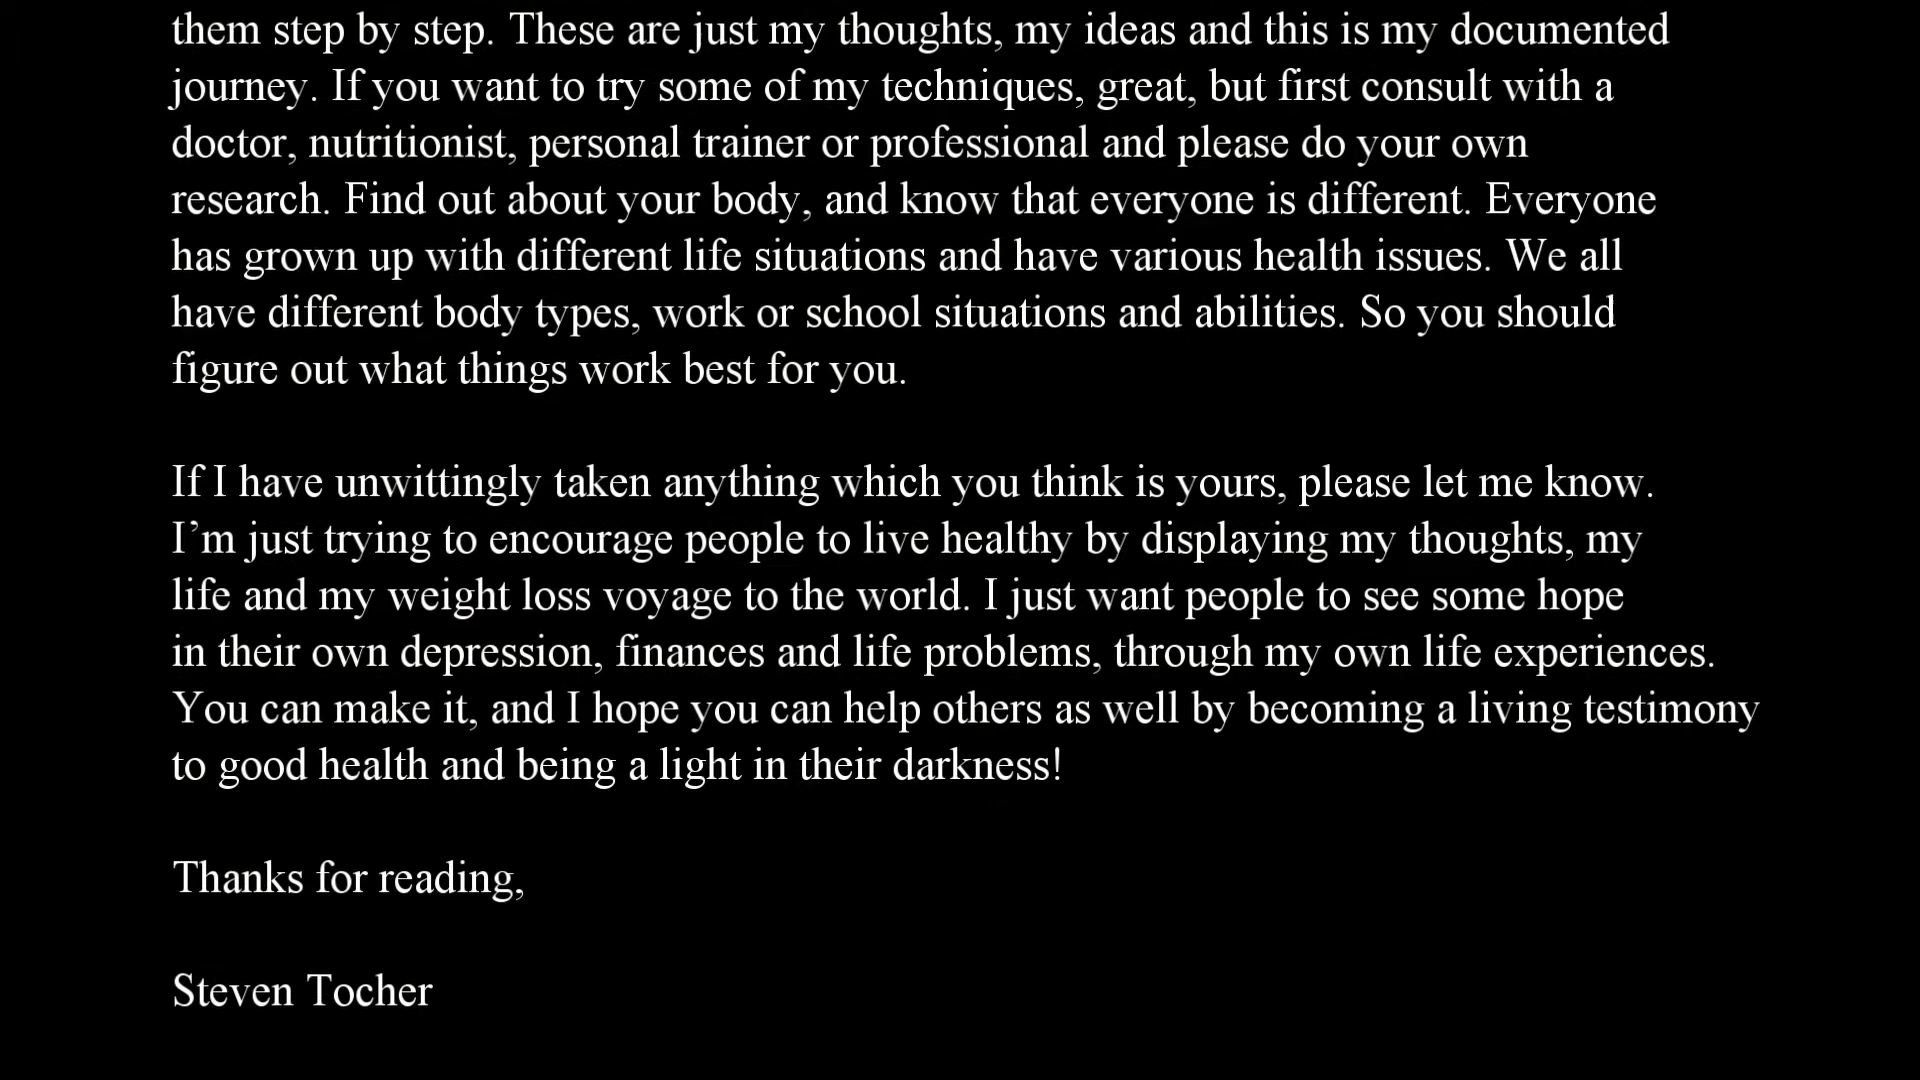 them step by step. These are just my thoughts, my ideas and this is my documented
journey. If you want to try some of my techniques, great, but first consult with a
doctor, nutritionist, personal trainer or professional and please do your own
research. Find out about your body, and know that everyone is different. Everyone
has grown up with different life situations and have various health issues. We all
have different body types, work or school situations and abilities. So you should
figure out what things work best for you.
If I have unwittingly taken anything which you think is yours, please let me know.
I’m just trying to encourage people to live healthy by displaying my thoughts, my
life and my weight loss voyage to the world. I just want people to see some hope
in their own depression, finances and life problems, through my own life experiences.
You can make it, and I hope you can help others as well by becoming a living testimony
to good health and being a light in their darkness!
Thanks for reading,
Steven Tocher